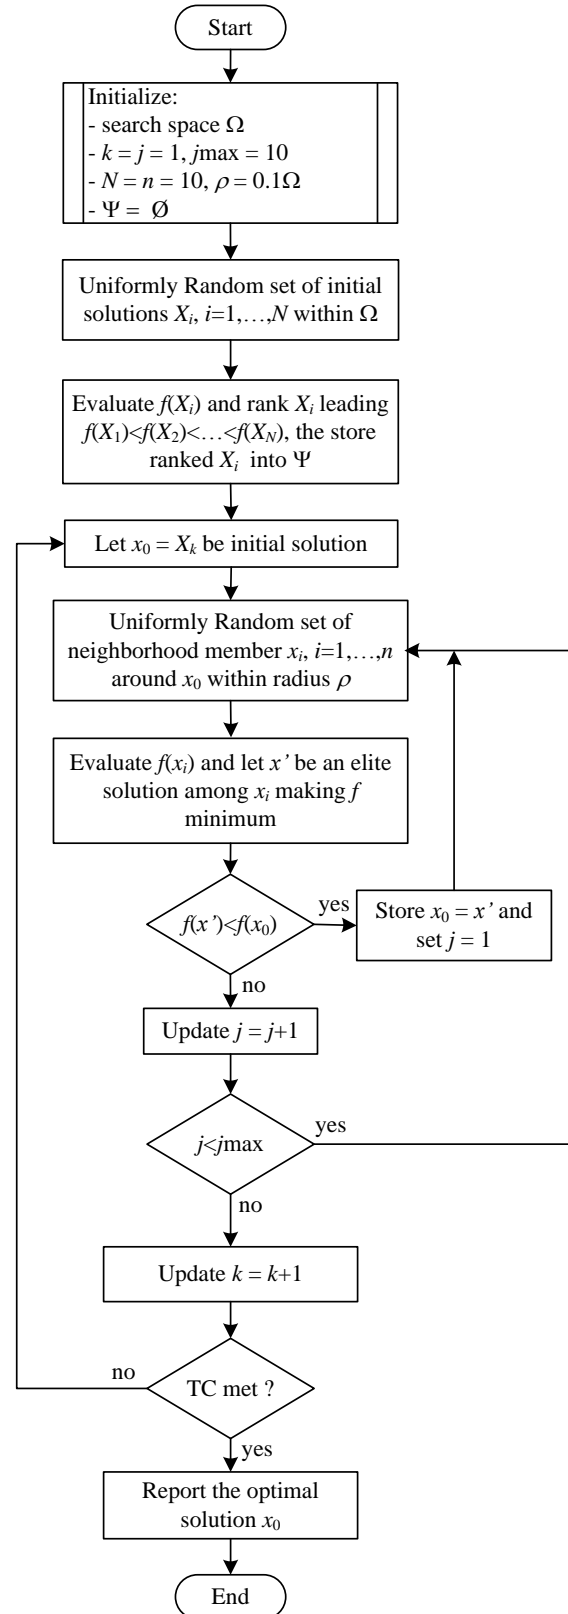 Start
Initialize:
- search space Ω
- k = j = 1, jmax = 10
- N = n = 10, ρ = 0.1Ω
- Ψ = Ø
Uniformly Random set of initial
solutions Xi, i=1,…,N within Ω
Evaluate f(Xi) and rank Xi leading
f(X1)<f(X2)<…<f(XN), the store
ranked Xi into Ψ
Let x0 = Xk be initial solution
Uniformly Random set of
neighborhood member xi, i=1,…,n
around x0 within radius ρ
Evaluate f(xi) and let x’ be an elite
solution among xi making f
minimum
f(x’)<f(x0)
yes
Store x0 = x’ and
set j = 1
no
Update j = j+1
j<jmax
yes
no
Update k = k+1
TC met ?
no
yes
Report the optimal
solution x0
End